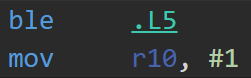 ble .L5
mov r10, #1